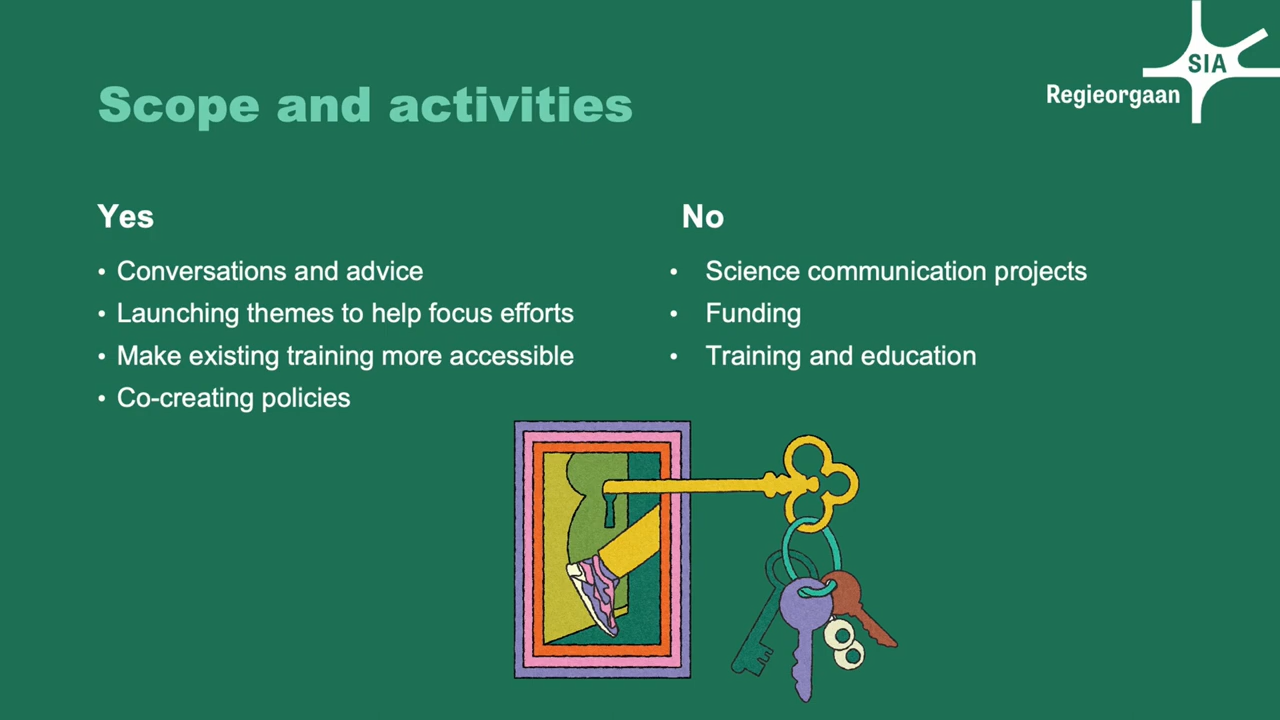 SIA
Regieorgaan
Scope and activities
Yes
• Conversations and advice
• Launching themes to help focus efforts
• Make existing training more accessible
• Co-creating policies
No
• Science communication projects
• Funding
• Training and education